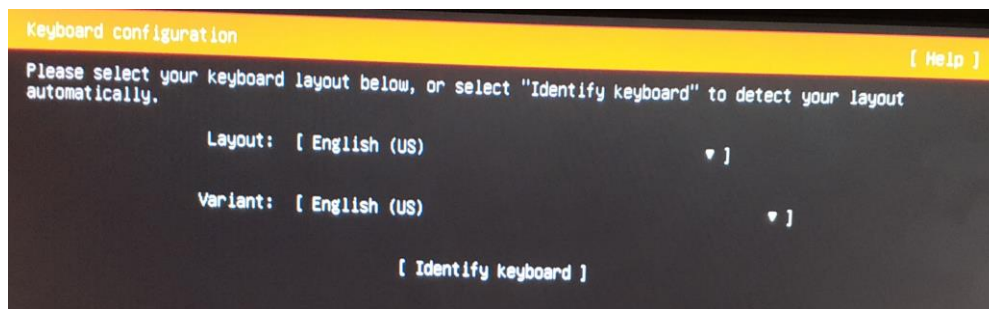 Keyboard configuration
[ Help ]
Please select your keyboard layout below, or select "Identify keyboard" to detect your layout
automatically.
Layout: [ English (US) ▾ ]
Variant: [ English (US) ▾ ]
[ Identify keyboard ]